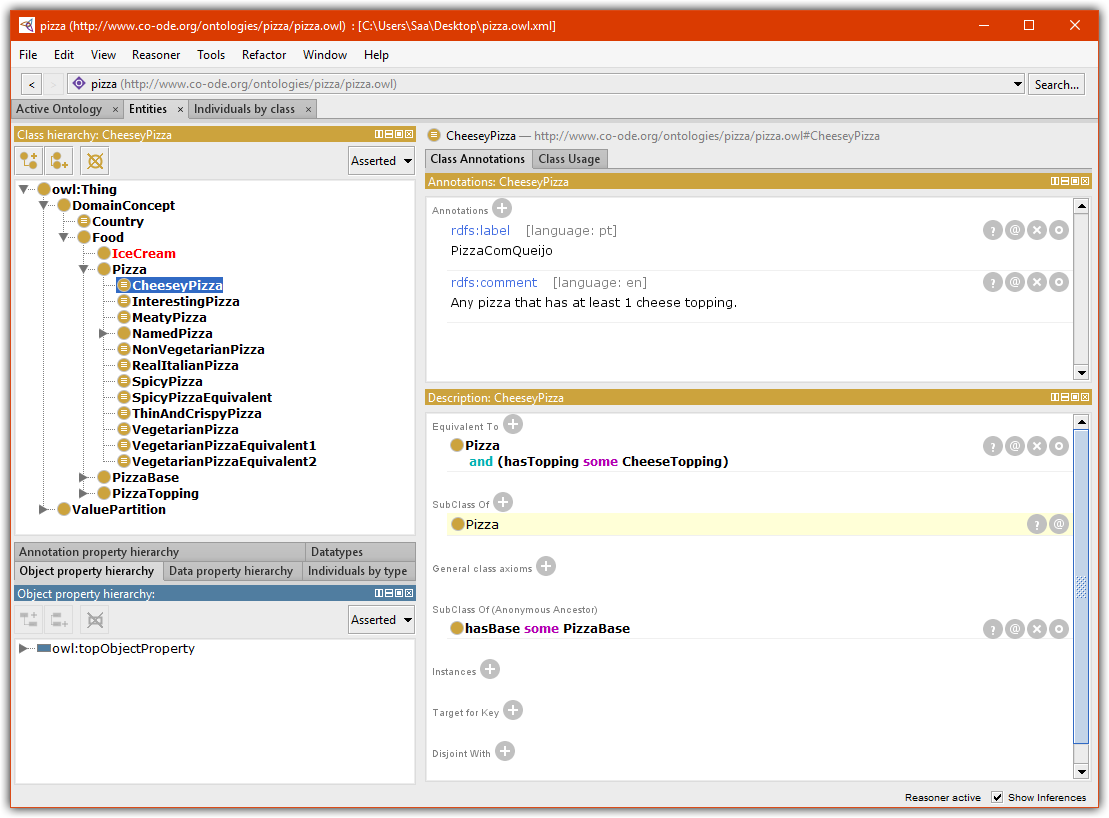 pizza (http://www.co-ode.org/ontologies/pizza/pizza.owl) : [C:\Users\Saa\Desktop\pizza.owl.xml]
File Edit View Reasoner Tools Refactor Window Help
< > pizza (http://www.co-ode.org/ontologies/pizza/pizza.owl) Search...
Active Ontology × Entities × Individuals by class ×
Class hierarchy: CheeseyPizza
Asserted
owl:Thing
DomainConcept
Country
Food
IceCream
Pizza
CheeseyPizza
InterestingPizza
MeatyPizza
NamedPizza
NonVegetarianPizza
RealItalianPizza
SpicyPizza
SpicyPizzaEquivalent
ThinAndCrispyPizza
VegetarianPizza
VegetarianPizzaEquivalent1
VegetarianPizzaEquivalent2
PizzaBase
PizzaTopping
ValuePartition
Annotation property hierarchy Datatypes
Object property hierarchy Data property hierarchy Individuals by type
Object property hierarchy:
Asserted
owl:topObjectProperty
CheeseyPizza — http://www.co-ode.org/ontologies/pizza/pizza.owl#CheeseyPizza
Class Annotations Class Usage
Annotations: CheeseyPizza
Annotations +
rdfs:label [language: pt] ? @ × o
PizzaComQueijo
rdfs:comment [language: en] ? @ × o
Any pizza that has at least 1 cheese topping.
Description: CheeseyPizza
Equivalent To +
Pizza ? @ × o
and (hasTopping some CheeseTopping)
SubClass Of +
Pizza ? @
General class axioms +
SubClass Of (Anonymous Ancestor)
hasBase some PizzaBase ? @ × o
Instances +
Target for Key +
Disjoint With +
Reasoner active Show Inferences